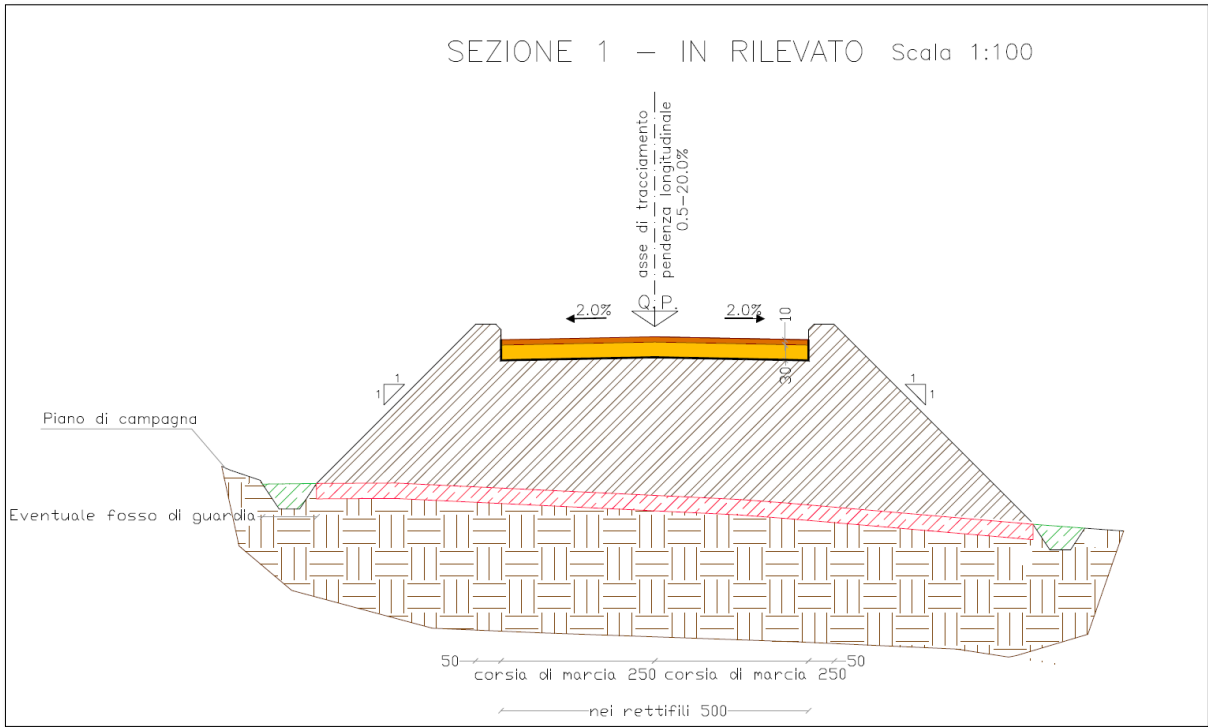 SEZIONE 1 – IN RILEVATO Scala 1:100
asse di tracciamento
pendenza longitudinale
0.5–20.0%
Q.P.
2.0%
2.0%
10
30
1
1
1
1
Piano di campagna
Eventuale fosso di guardia
50
corsia di marcia 250
corsia di marcia 250
50
nei rettifili 500